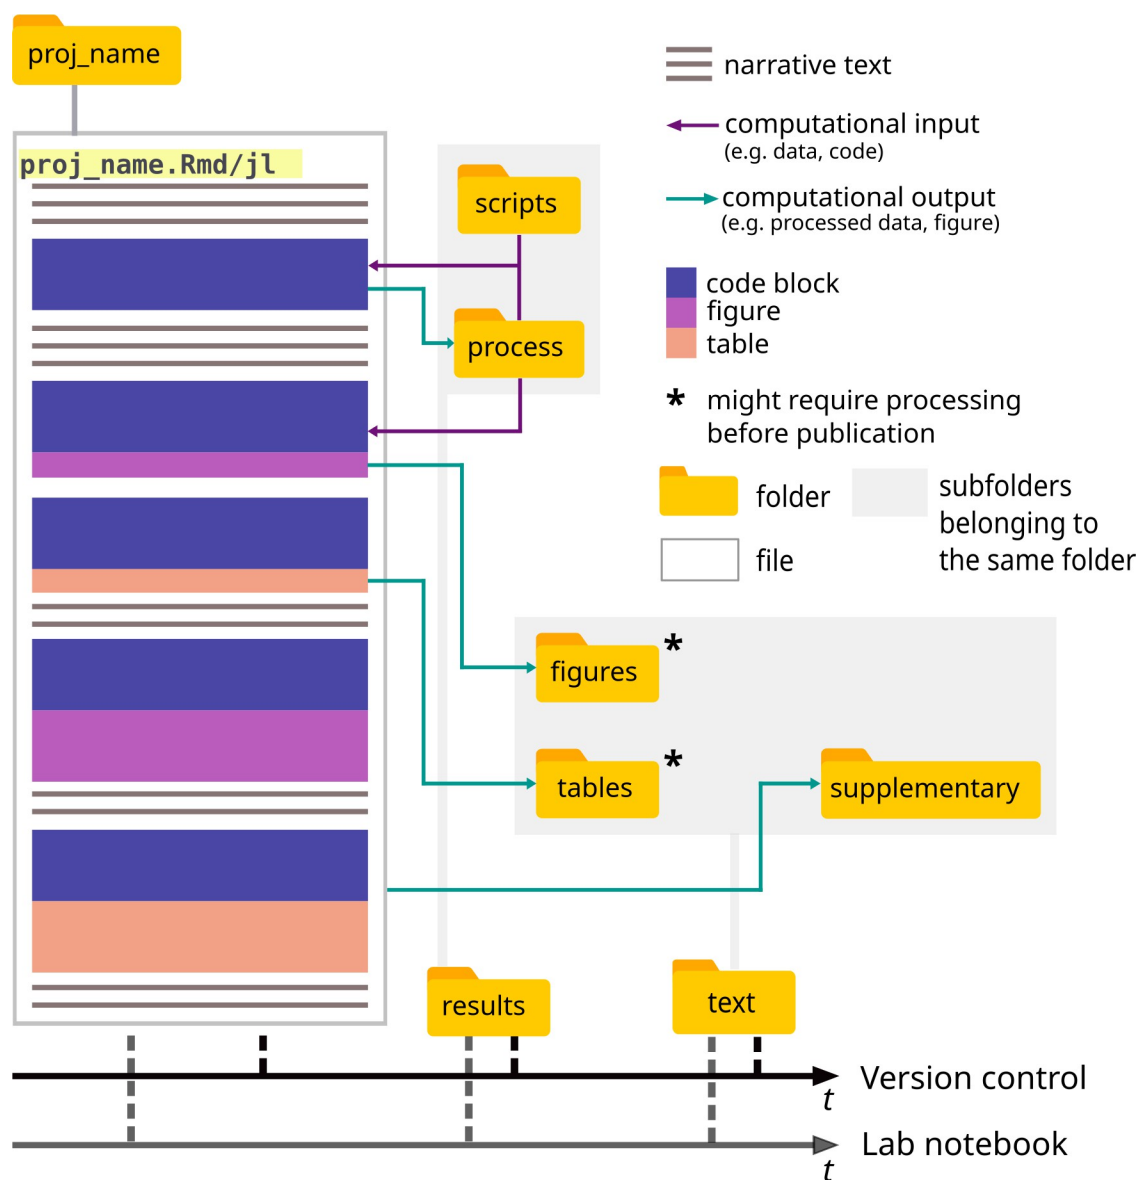 proj_name
proj_name.Rmd/jl
scripts
process
narrative text
computational input
(e.g. data, code)
computational output
(e.g. processed data, figure)
code block
figure
table
* might require processing
before publication
folder
file
subfolders
belonging to
the same folder
figures *
tables *
supplementary
results
text
Version control
t
Lab notebook
t